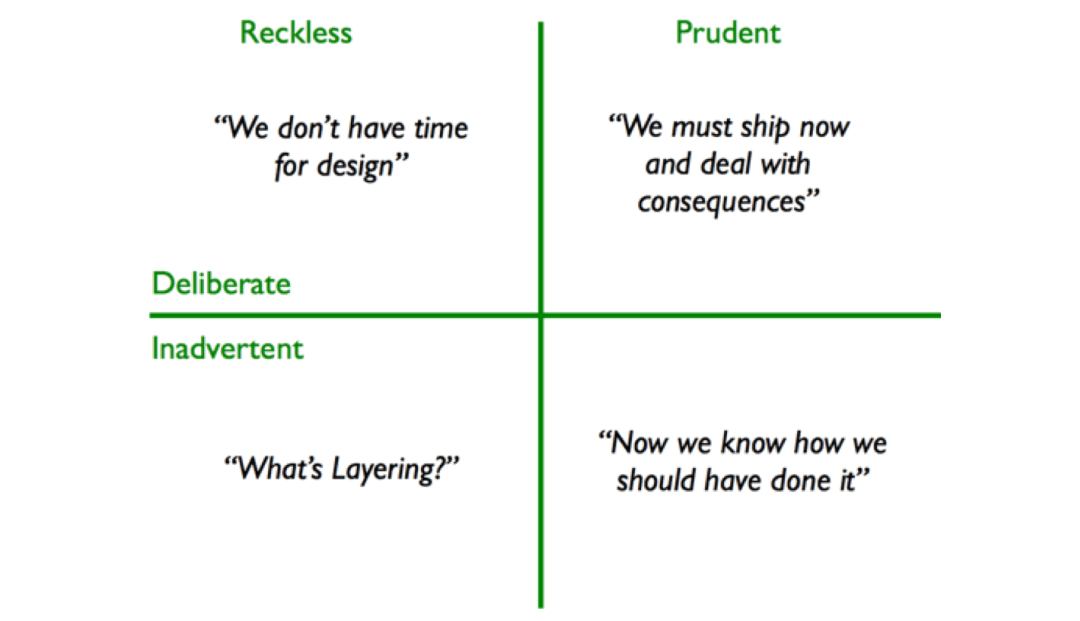 Reckless
Prudent
“We don’t have time
for design”
“We must ship now
and deal with
consequences”
Deliberate
Inadvertent
“What’s Layering?”
“Now we know how we
should have done it”